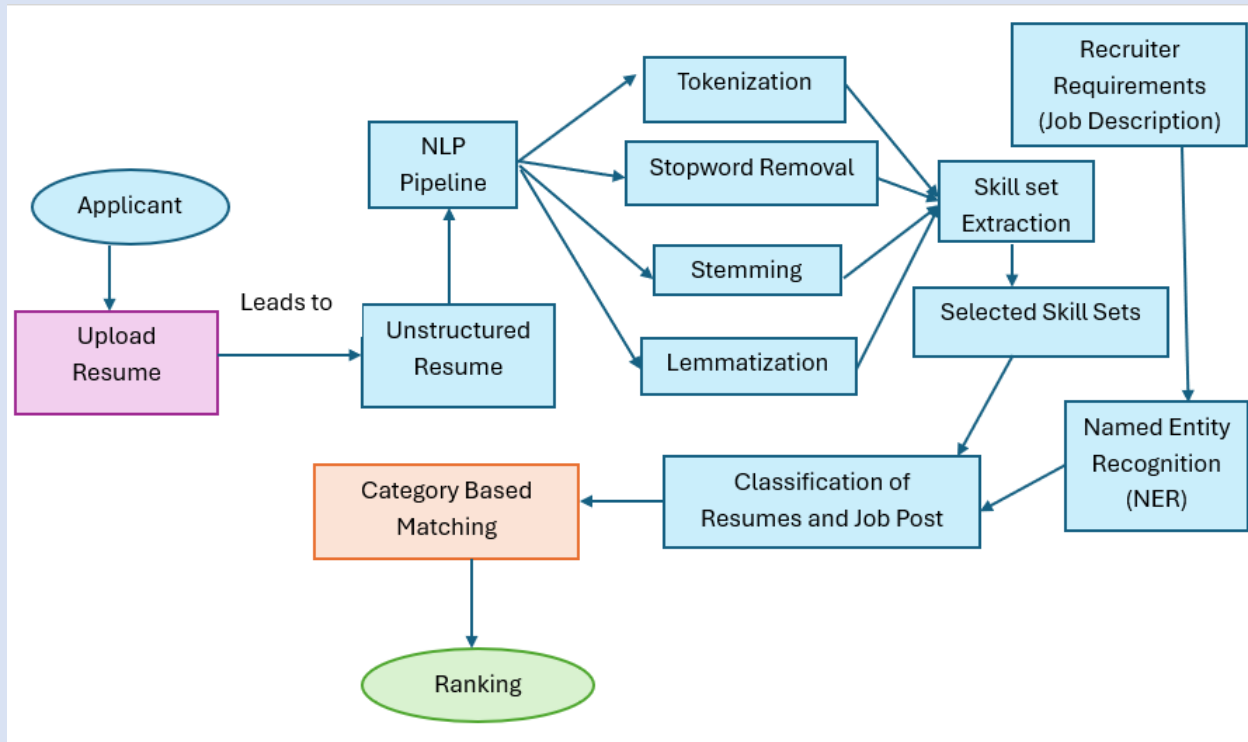 Applicant
Upload
Resume
Leads to
Unstructured
Resume
NLP
Pipeline
Tokenization
Stopword Removal
Stemming
Lemmatization
Skill set
Extraction
Selected Skill Sets
Recruiter
Requirements
(Job Description)
Named Entity
Recognition
(NER)
Classification of
Resumes and Job Post
Category Based
Matching
Ranking